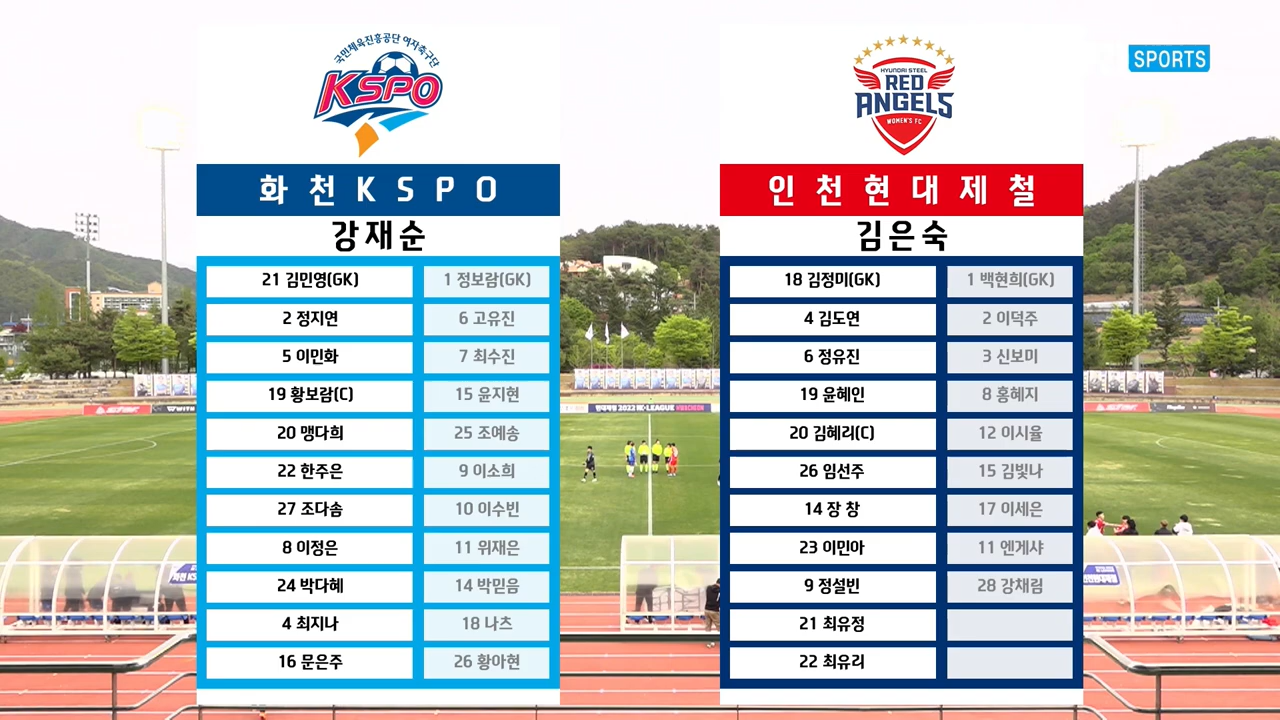 국민체육진흥공단 여자축구단
KSPO
HYUNDAI STEEL
RED
ANGELS
WOMEN'S FC
SPORTS
화천KSPO
강재순
21 김민영(GK)
2 정지연
5 이민화
19 황보람(C)
20 맹다희
22 한주은
27 조다솜
8 이정은
24 박다혜
4 최지나
16 문은주
1 정보람(GK)
6 고유진
7 최수진
15 윤지현
25 조예송
9 이소희
10 이수빈
11 위재은
14 박믿음
18 나츠
26 황아현
인천현대제철
김은숙
18 김정미(GK)
4 김도연
6 정유진
19 윤혜인
20 김혜리(C)
26 임선주
14 장 창
23 이민아
9 정설빈
21 최유정
22 최유리
1 백현희(GK)
2 이덕주
3 신보미
8 홍혜지
12 이시율
15 김빛나
17 이세은
11 엔게샤
28 강채림
현대제철 2022 WK-LEAGUE